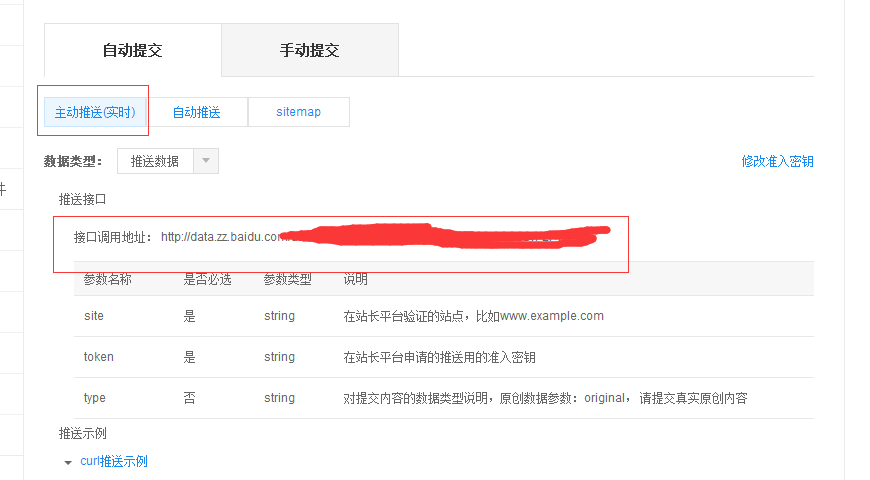 自动提交 手动提交
主动推送(实时) 自动推送 sitemap
数据类型： 推送数据 修改准入密钥
件
推送接口
接口调用地址： http://data.zz.baidu.com
参数名称 是否必选 参数类型 说明
site 是 string 在站长平台验证的站点，比如www.example.com
token 是 string 在站长平台申请的推送用的准入密钥
type 否 string 对提交内容的数据类型说明，原创数据参数：original，请提交真实原创内容
推送示例
curl推送示例